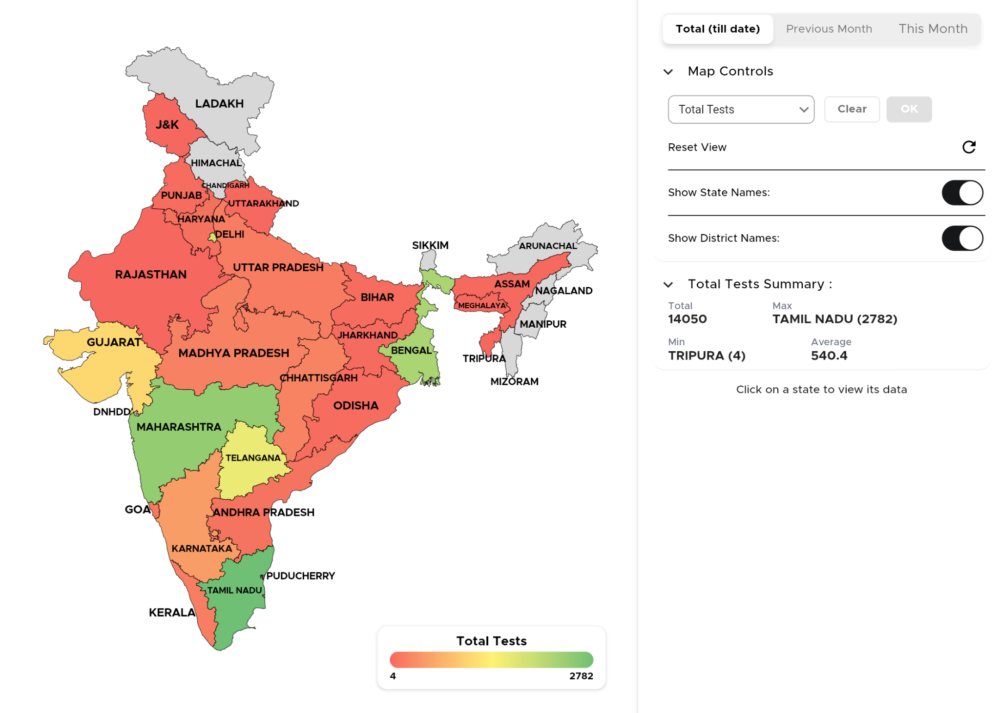 Total (till date) Previous Month This Month
Map Controls
Total Tests Clear OK
Reset View
Show State Names:
Show District Names:
Total Tests Summary :
Total Max
14050 TAMIL NADU (2782)
Min Average
TRIPURA (4) 540.4
Click on a state to view its data
LADAKH
J&K
HIMACHAL
CHANDIGARH
PUNJAB
UTTARAKHAND
HARYANA
DELHI
SIKKIM
ARUNACHAL
UTTAR PRADESH
RAJASTHAN
ASSAM
NAGALAND
BIHAR
MEGHALAYA
MANIPUR
JHARKHAND
GUJARAT
BENGAL
MADHYA PRADESH
TRIPURA
CHHATTISGARH
MIZORAM
ODISHA
DNHDD
MAHARASHTRA
TELANGANA
GOA
ANDHRA PRADESH
KARNATAKA
PUDUCHERRY
TAMIL NADU
KERALA
Total Tests
4 2782